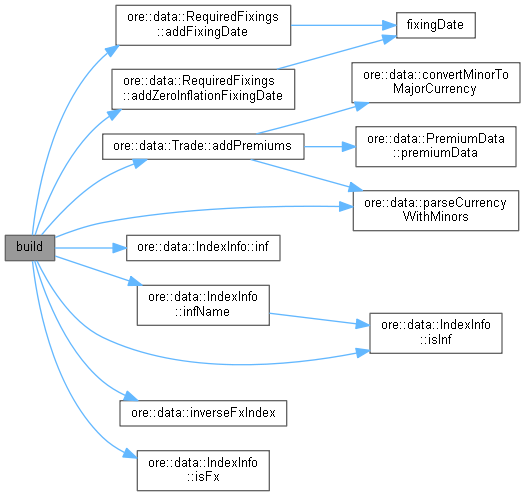 ore::data::RequiredFixings
::addFixingDate
fixingDate
ore::data::RequiredFixings
::addZeroInflationFixingDate
ore::data::convertMinorTo
MajorCurrency
ore::data::Trade::addPremiums
ore::data::PremiumData
::premiumData
ore::data::parseCurrency
WithMinors
build
ore::data::IndexInfo::inf
ore::data::IndexInfo
::infName
ore::data::IndexInfo
::isInf
ore::data::inverseFxIndex
ore::data::IndexInfo
::isFx